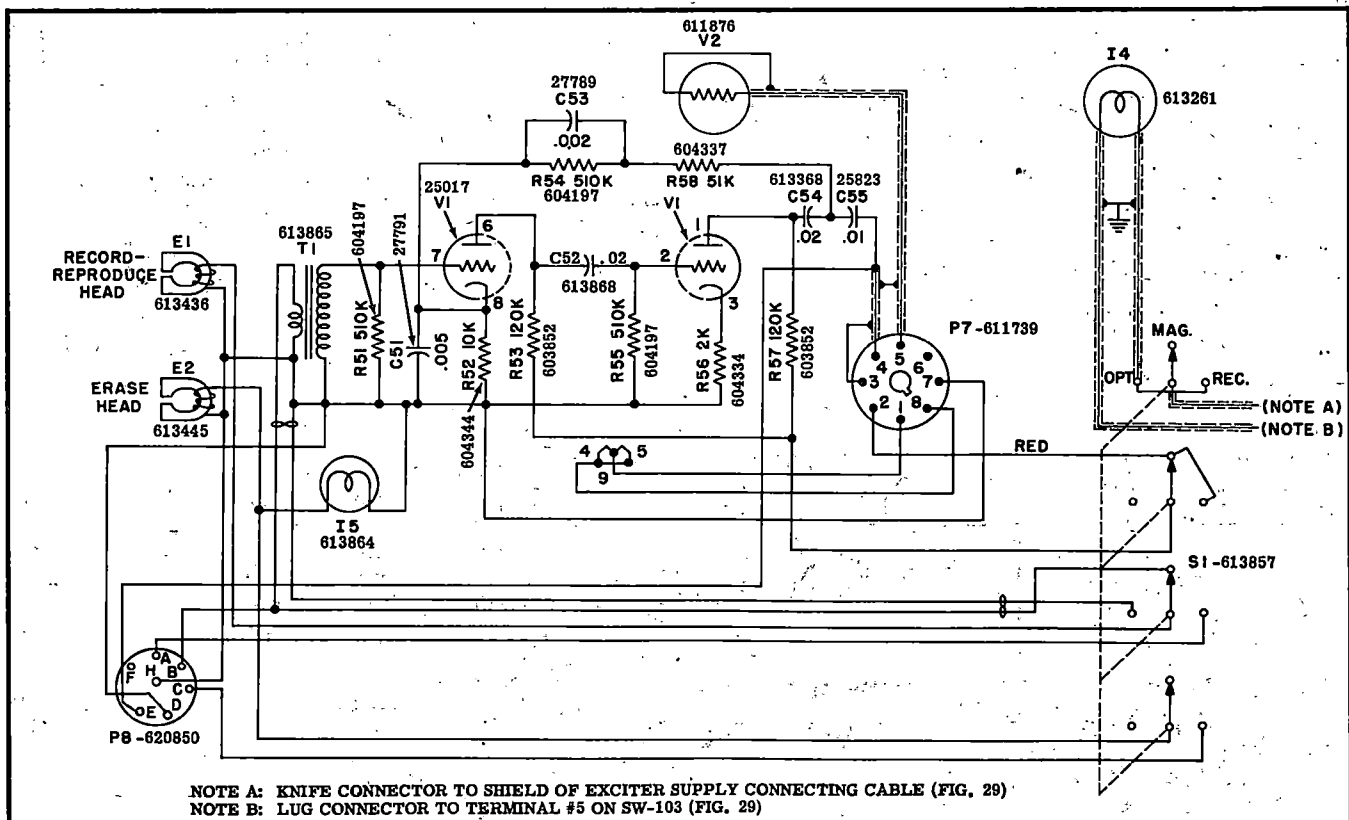 611876
V2
I4
613261
27789
C53
.002
R54 510K
604197
604337
R58 51K
25017
V1
6
7
8
604197
27791
613865
T1
E1
RECORD-
REPRODUCE
HEAD
613436
E2
ERASE
HEAD
613445
R51 510K
C51
.005
R52 10K
604344
R53 120K
603852
C52 .02
613868
R55 510K
604197
V1
1
2
3
R56 2K
604334
613368
C54
.02
25823
C55
.01
R57 120K
603852
P7-611739
5
4
6
3
7
2
8
1
MAG.
OPT.
REC.
(NOTE A)
(NOTE B)
RED
4
5
9
I5
613864
S1-613857
A
F
H
B
C
E
D
P8-620850
NOTE A: KNIFE CONNECTOR TO SHIELD OF EXCITER SUPPLY CONNECTING CABLE (FIG. 29)
NOTE B: LUG CONNECTOR TO TERMINAL #5 ON SW-103 (FIG. 29)